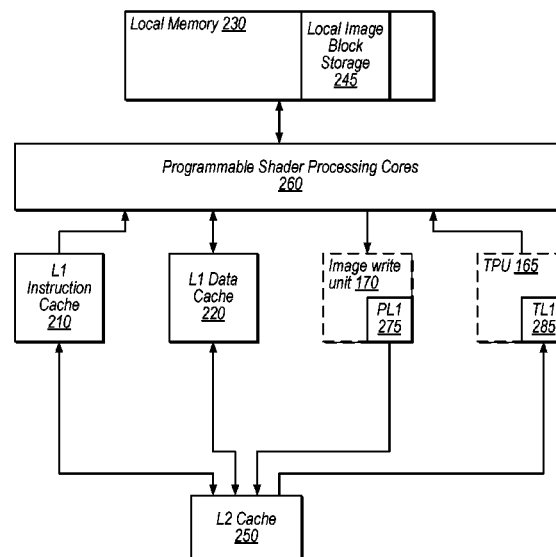 Local Memory 230
Local Image
Block
Storage
245
Programmable Shader Processing Cores
260
L1
Instruction
Cache
210
L1 Data
Cache
220
Image write
unit 170
PL1
275
TPU 165
TL1
285
L2 Cache
250